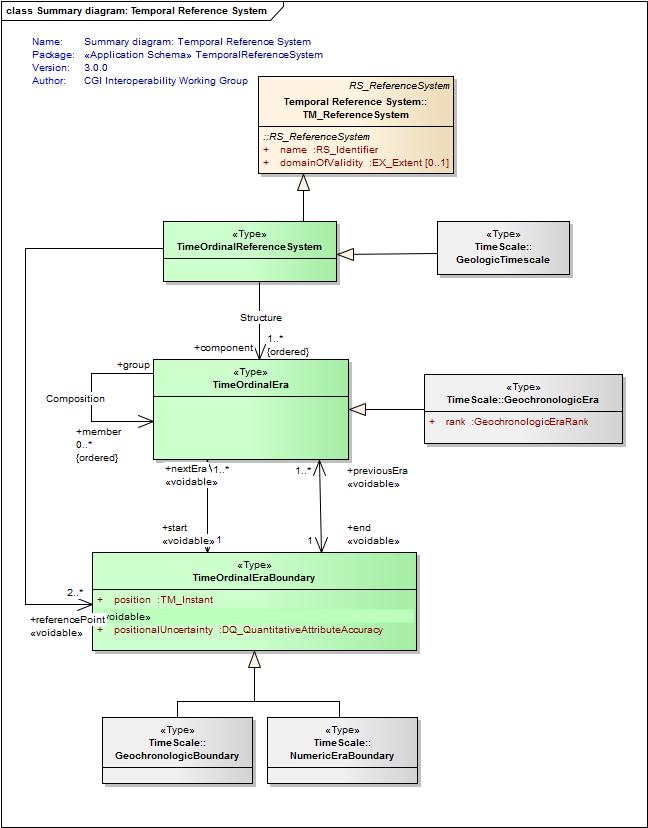 class Summary diagram: Temporal Reference System
Name: Summary diagram: Temporal Reference System
Package: «Application Schema» TemporalReferenceSystem
Version: 3.0.0
Author: CGI Interoperability Working Group
RS_ReferenceSystem
Temporal Reference System::
TM_ReferenceSystem
::RS_ReferenceSystem
+ name :RS_Identifier
+ domainOfValidity :EX_Extent [0..1]
«Type»
TimeOrdinalReferenceSystem
«Type»
TimeScale::
GeologicTimescale
Structure
1..*
+component
{ordered}
+group
«Type»
TimeOrdinalEra
Composition
+member
0..*
{ordered}
«Type»
TimeScale::GeochronologicEra
+ rank :GeochronologicEraRank
+nextEra 1..*
«voidable»
1..* +previousEra
«voidable»
+start
«voidable» 1
+end
1 «voidable»
«Type»
TimeOrdinalEraBoundary
+ position :TM_Instant
voidable»
+ positionalUncertainty :DQ_QuantitativeAttributeAccuracy
2..*
+referencePoint
«voidable»
«Type»
TimeScale::
GeochronologicBoundary
«Type»
TimeScale::
NumericEraBoundary